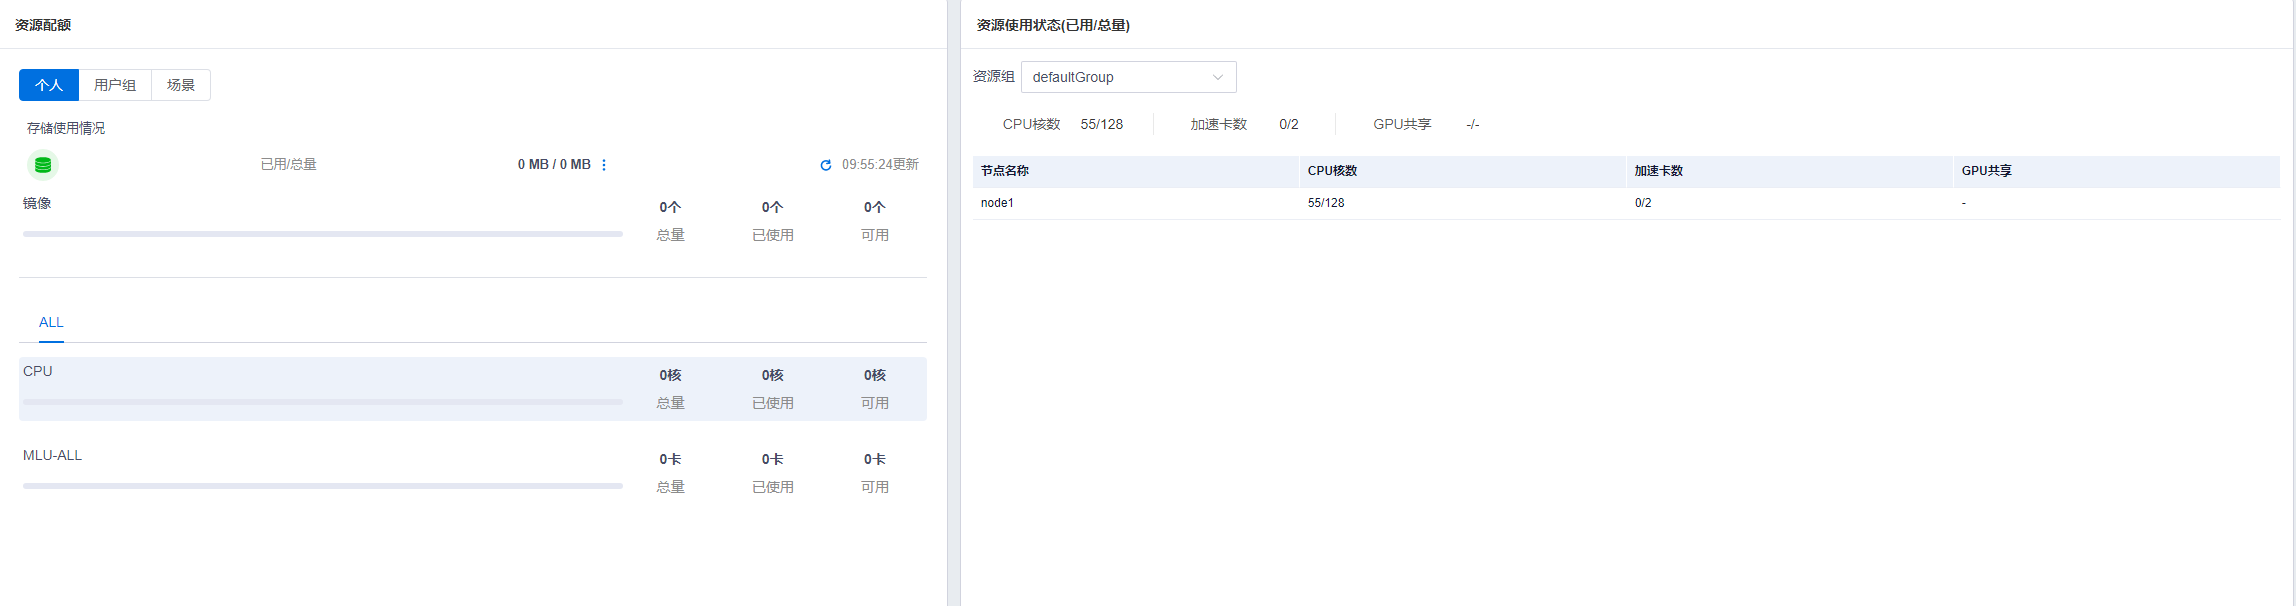 资源配额
个人 用户组 场景
存储使用情况
已用/总量 0 MB / 0 MB 09:55:24更新
镜像
0个 0个 0个
总量 已使用 可用
ALL
CPU
0核 0核 0核
总量 已使用 可用
MLU-ALL
0卡 0卡 0卡
总量 已使用 可用
资源使用状态(已用/总量)
资源组 defaultGroup
CPU核数 55/128 加速卡数 0/2 GPU共享 -/-
节点名称 CPU核数 加速卡数 GPU共享
node1 55/128 0/2 -